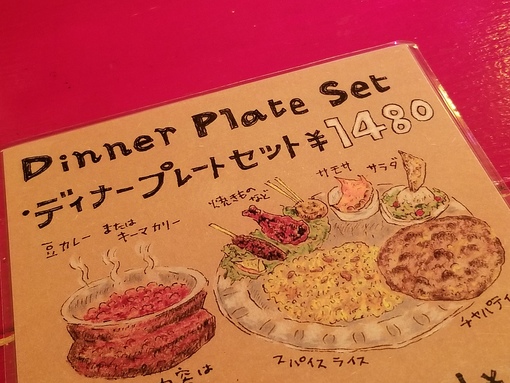 Dinner Plate Set
・ディナープレートセット ¥1480
豆カレー または キーマカリー
焼きもの など
サモサ
サラダ
スパイスライス
チャパティ
は